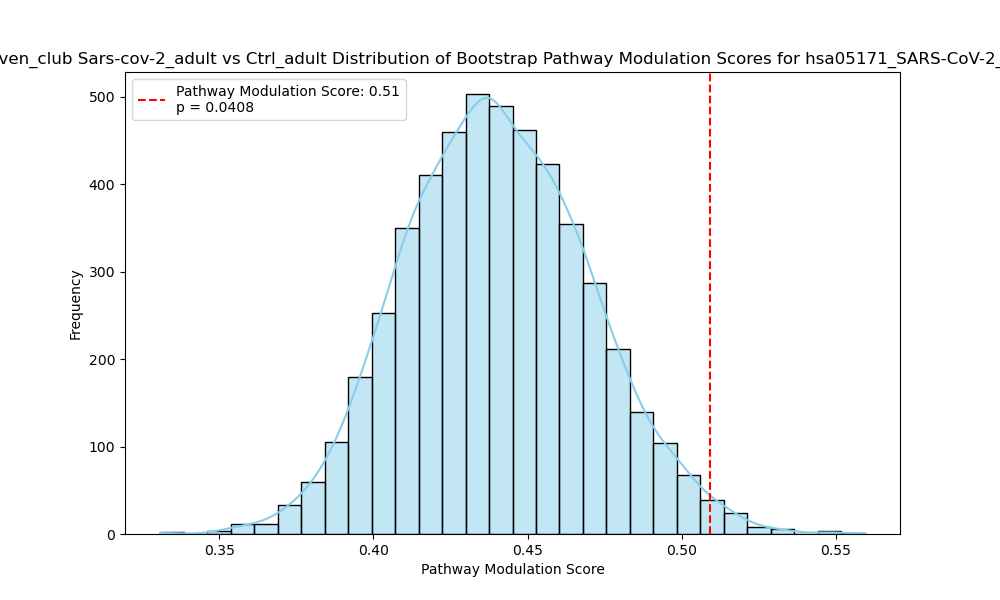 ven_club Sars-cov-2_adult vs Ctrl_adult Distribution of Bootstrap Pathway Modulation Scores for hsa05171_SARS-CoV-2_
Pathway Modulation Score: 0.51
p = 0.0408
500
400
300
200
100
0
Frequency
0.35 0.40 0.45 0.50 0.55
Pathway Modulation Score